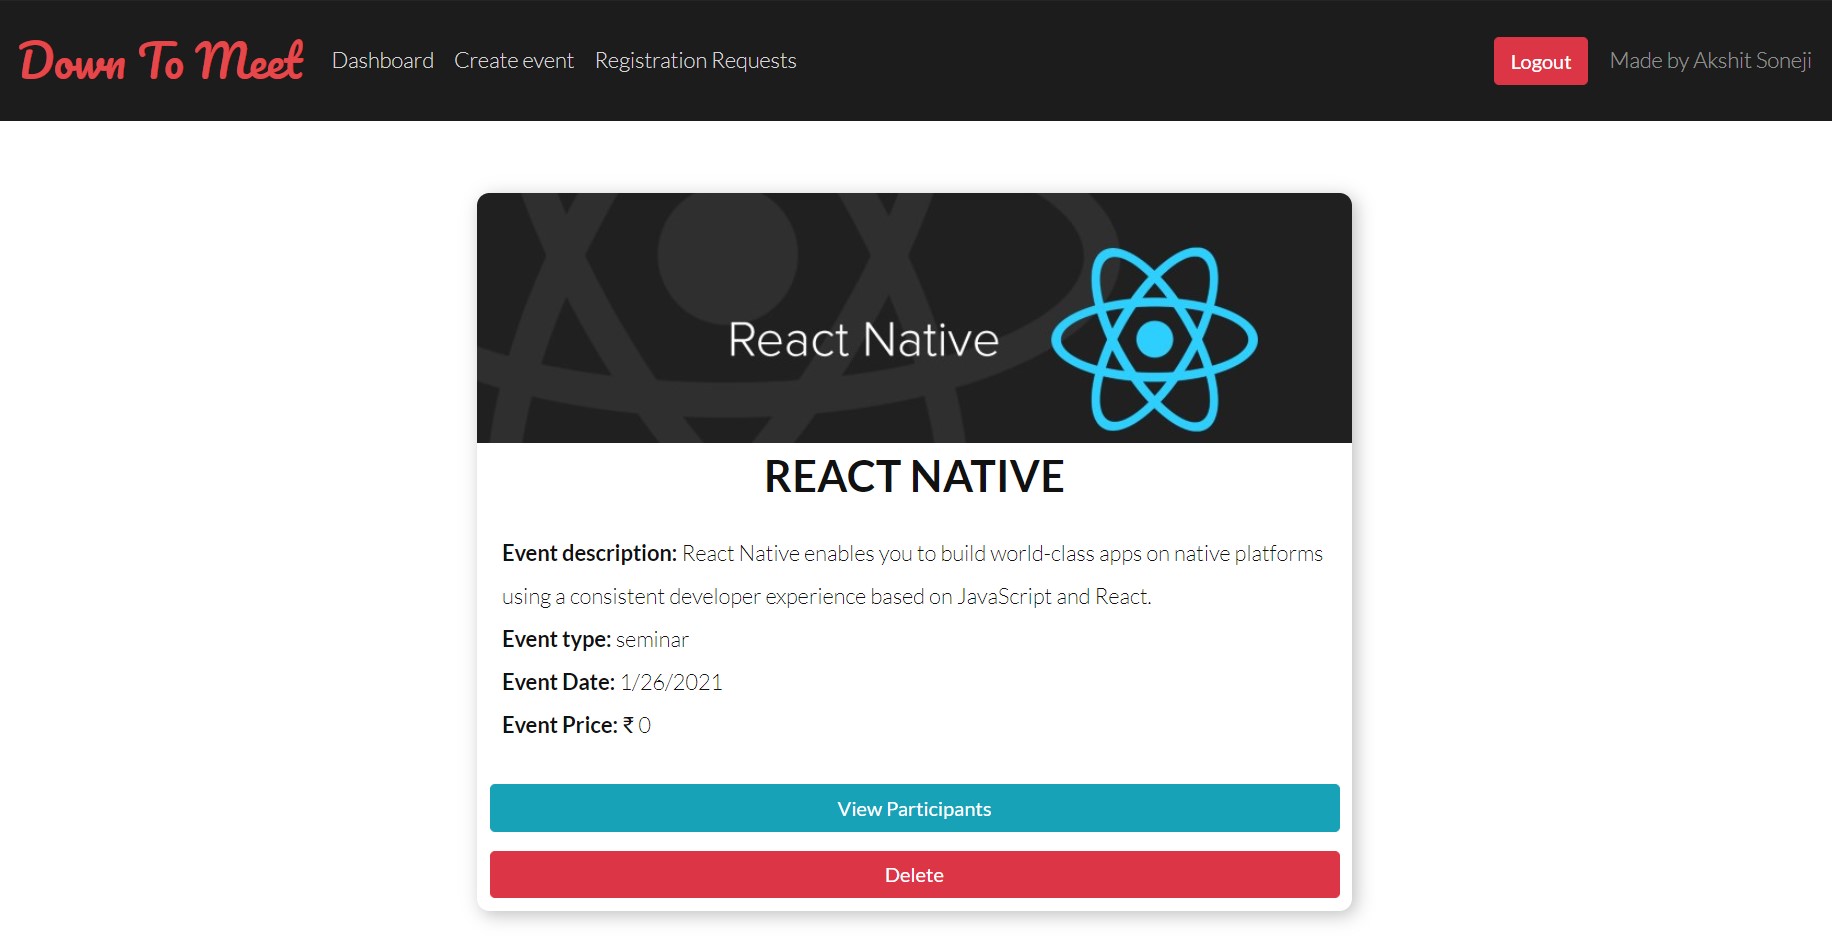 Down To Meet Dashboard Create event Registration Requests Logout Made by Akshit Soneji
React Native
REACT NATIVE
Event description: React Native enables you to build world-class apps on native platforms
using a consistent developer experience based on JavaScript and React.
Event type: seminar
Event Date: 1/26/2021
Event Price: ₹ 0
View Participants
Delete